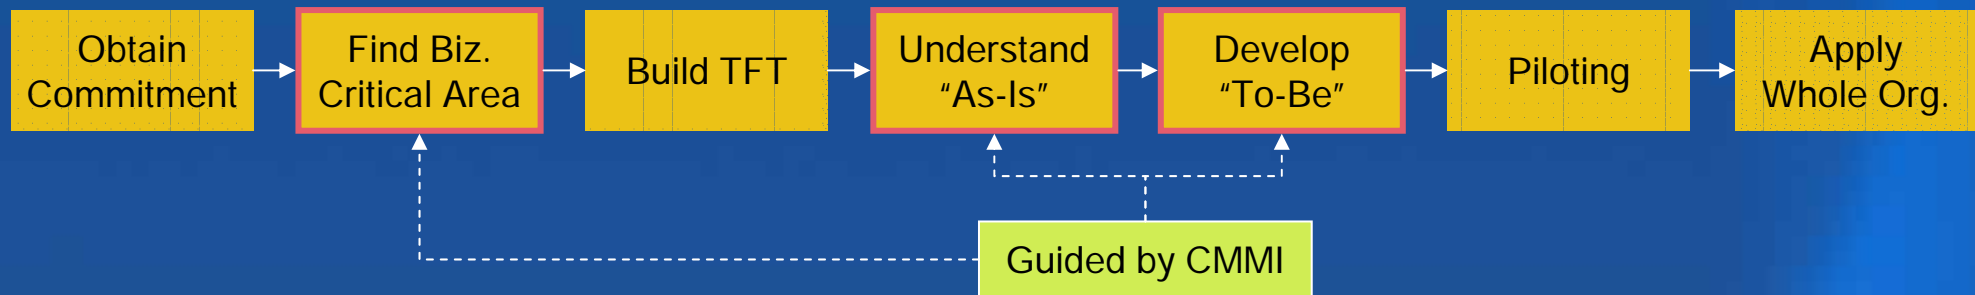 Obtain
Commitment
Find Biz.
Critical Area
Build TFT
Understand
“As-Is”
Develop
“To-Be”
Piloting
Apply
Whole Org.
Guided by CMMI